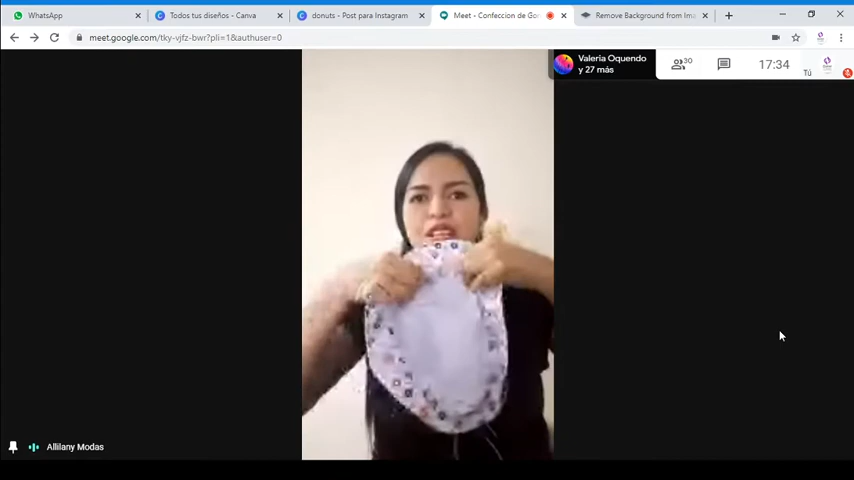 WhatsApp
Todos tus diseños - Canva
donuts - Post para Instagram
Meet - Confeccion de Go
Remove Background from Ima
meet.google.com/tky-vjfz-bwr?pli=1&authuser=0
Valeria Oquendo
y 27 más
30
17:34
Tú
Allilany Modas